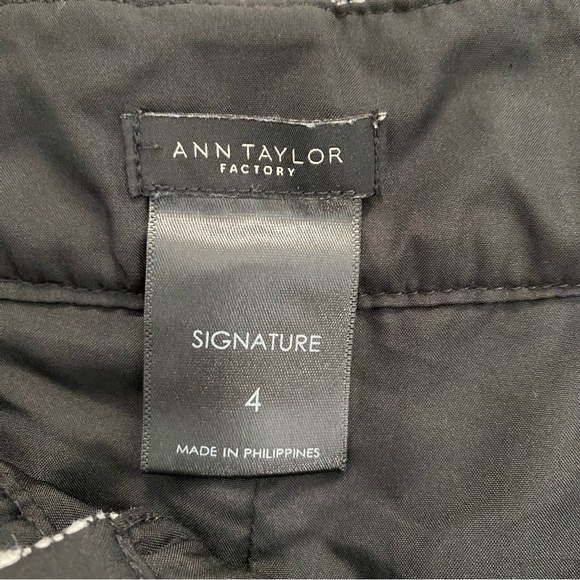 ANN TAYLOR
FACTORY
SIGNATURE
4
MADE IN PHILIPPINES